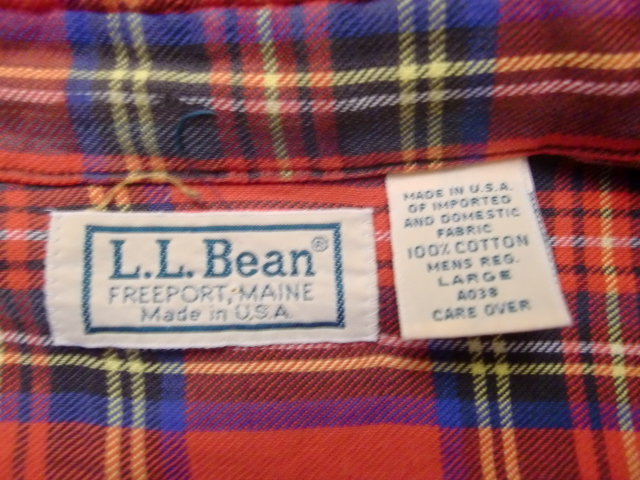 L.L.Bean®
FREEPORT, MAINE
Made in U.S.A.
MADE IN U.S.A.
OF IMPORTED
AND DOMESTIC
FABRIC
100% COTTON
MENS REG.
LARGE
A038
CARE OVER